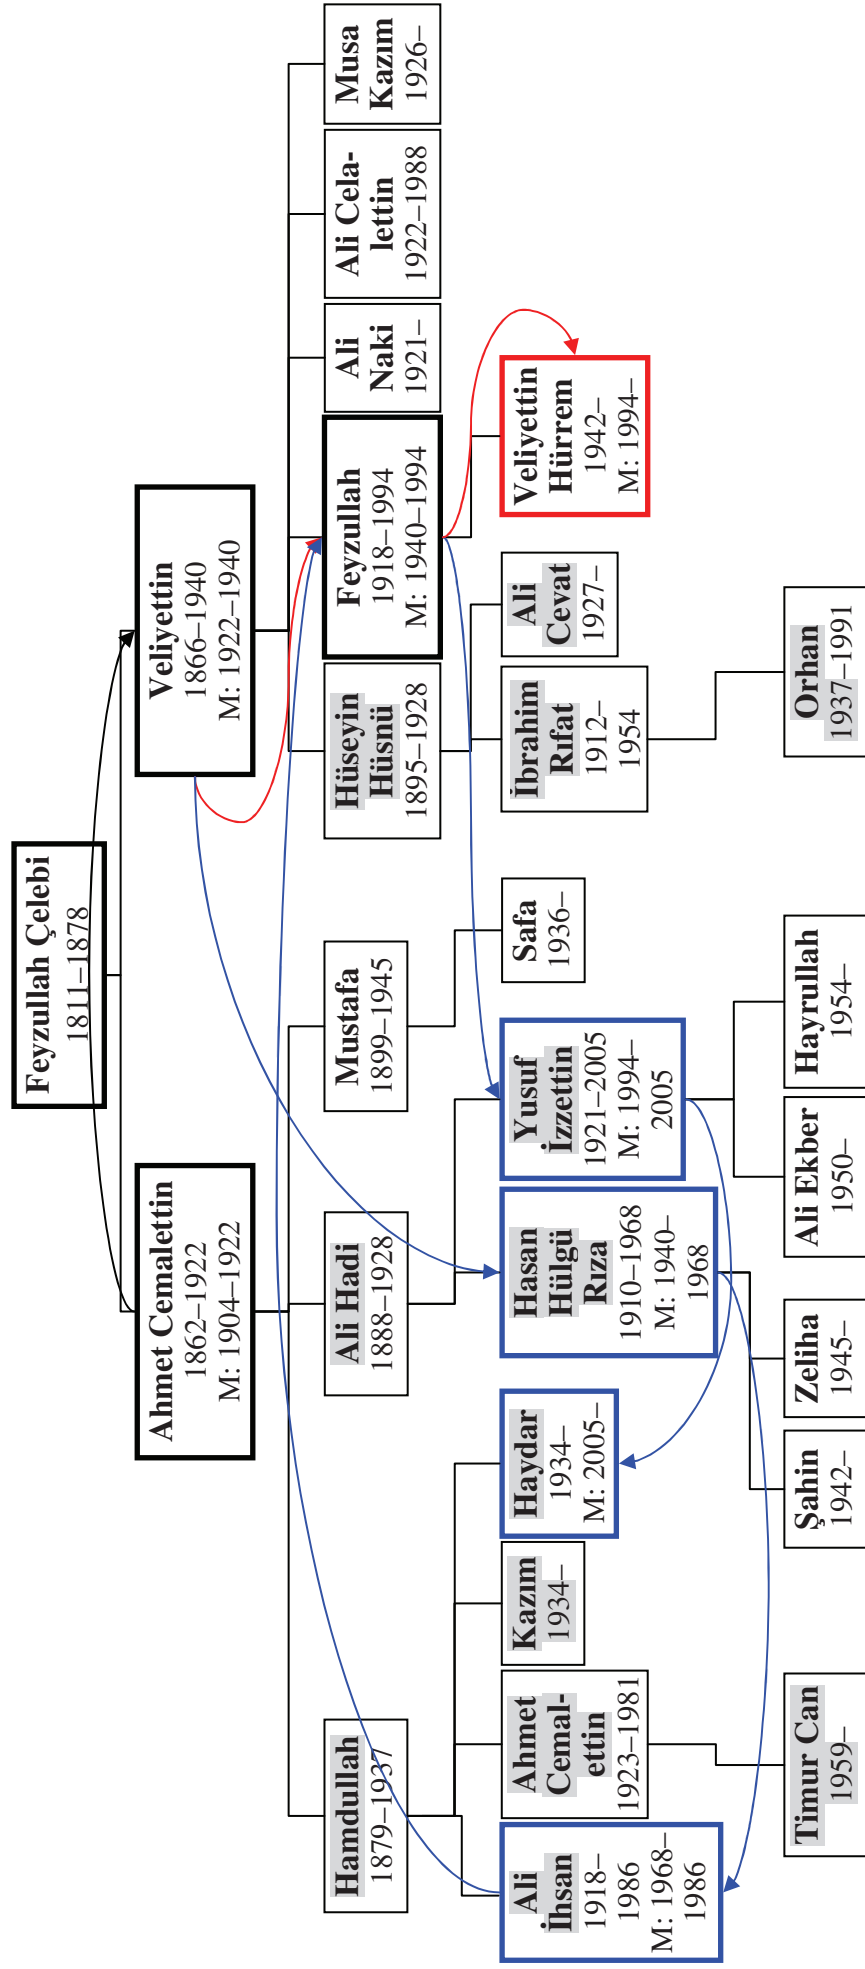 Feyzullah Çelebi
1811–1878
Ahmet Cemalettin
1862–1922
M: 1904–1922
Veliyettin
1866–1940
M: 1922–1940
Hamdullah
1879–1937
Ali Hadi
1888–1928
Mustafa
1899–1945
Hüseyin
Hüsnü
1895–1928
Feyzullah
1918–1994
M: 1940–1994
Ali
Naki
1921–
Ali Cela-
lettin
1922–1988
Musa
Kazım
1926–
Ali
İhsan
1918–
1986
M: 1968–
1986
Ahmet
Cemal-
ettin
1923–1981
Kazım
1934–
Haydar
1934–
M: 2005–
Hasan
Hülgü
Rıza
1910–1968
M: 1940–
1968
Yusuf
İzzettin
1921–2005
M: 1994–
2005
Safa
1936–
İbrahim
Rıfat
1912–
1954
Ali
Cevat
1927–
Veliyettin
Hürrem
1942–
M: 1994–
Timur Can
1959–
Şahin
1942–
Zeliha
1945–
Ali Ekber
1950–
Hayrullah
1954–
Orhan
1937–1991